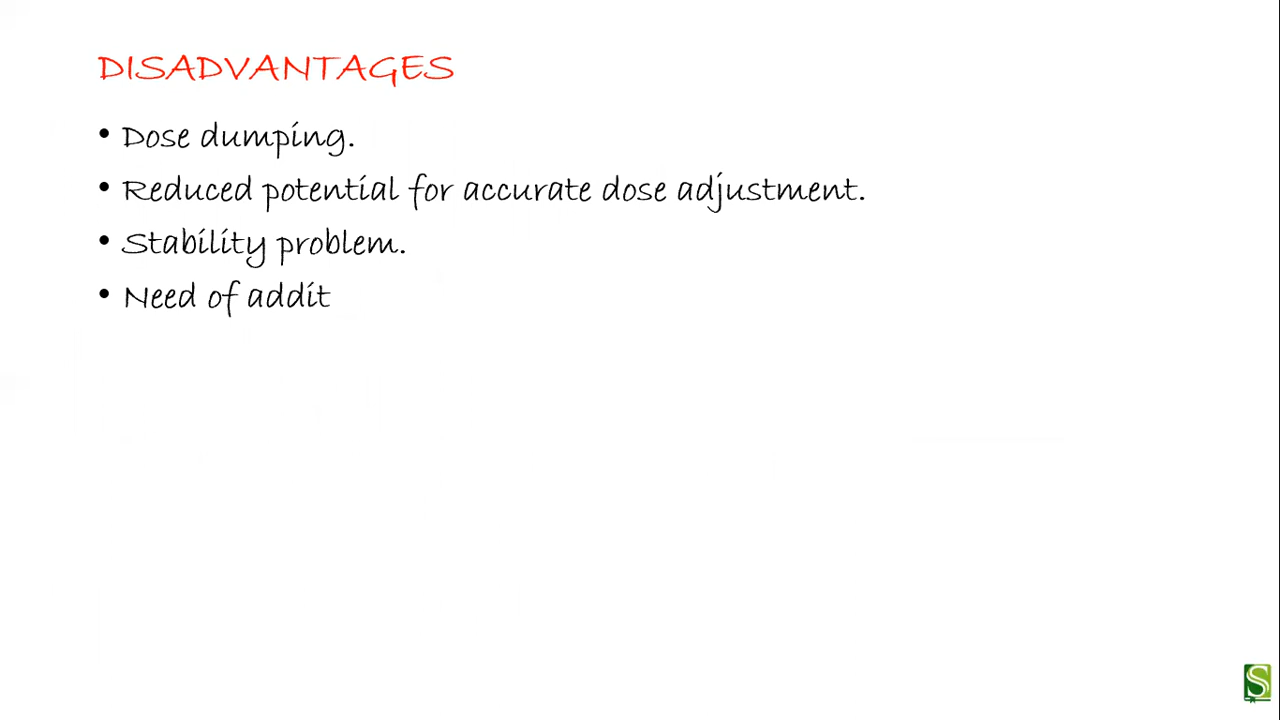 DISADVANTAGES
• Dose dumping.
• Reduced potential for accurate dose adjustment.
• Stability problem.
• Need of addit
S